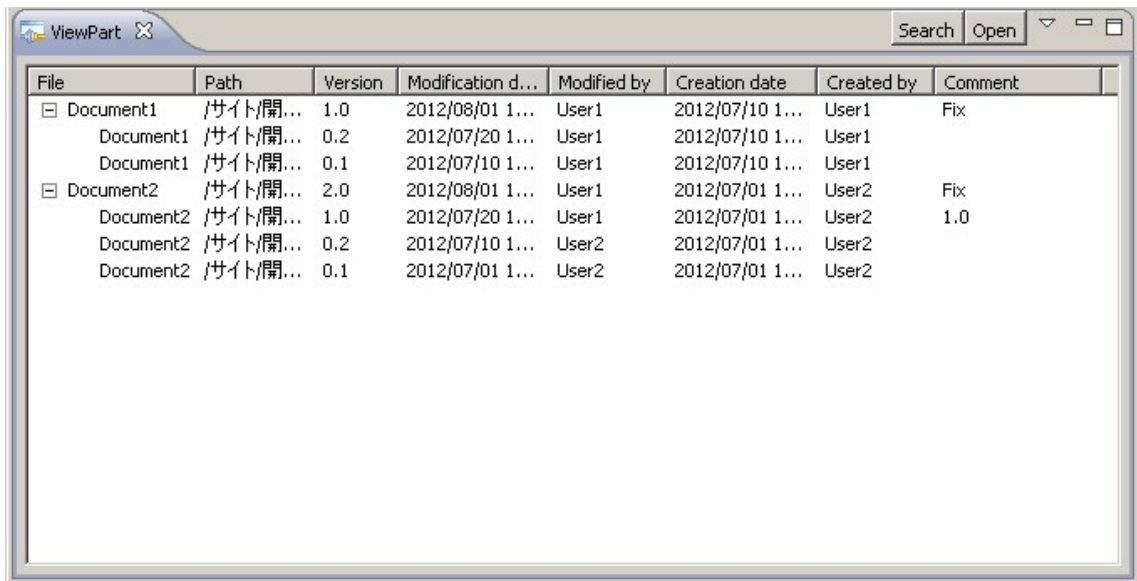 ViewPart Search Open
File Path Version Modification d... Modified by Creation date Created by Comment
Document1 /サイト/開... 1.0 2012/08/01 1... User1 2012/07/10 1... User1 Fix
Document1 /サイト/開... 0.2 2012/07/20 1... User1 2012/07/10 1... User1
Document1 /サイト/開... 0.1 2012/07/10 1... User1 2012/07/10 1... User1
Document2 /サイト/開... 2.0 2012/08/01 1... User1 2012/07/01 1... User2 Fix
Document2 /サイト/開... 1.0 2012/07/20 1... User1 2012/07/01 1... User2 1.0
Document2 /サイト/開... 0.2 2012/07/10 1... User2 2012/07/01 1... User2
Document2 /サイト/開... 0.1 2012/07/01 1... User2 2012/07/01 1... User2